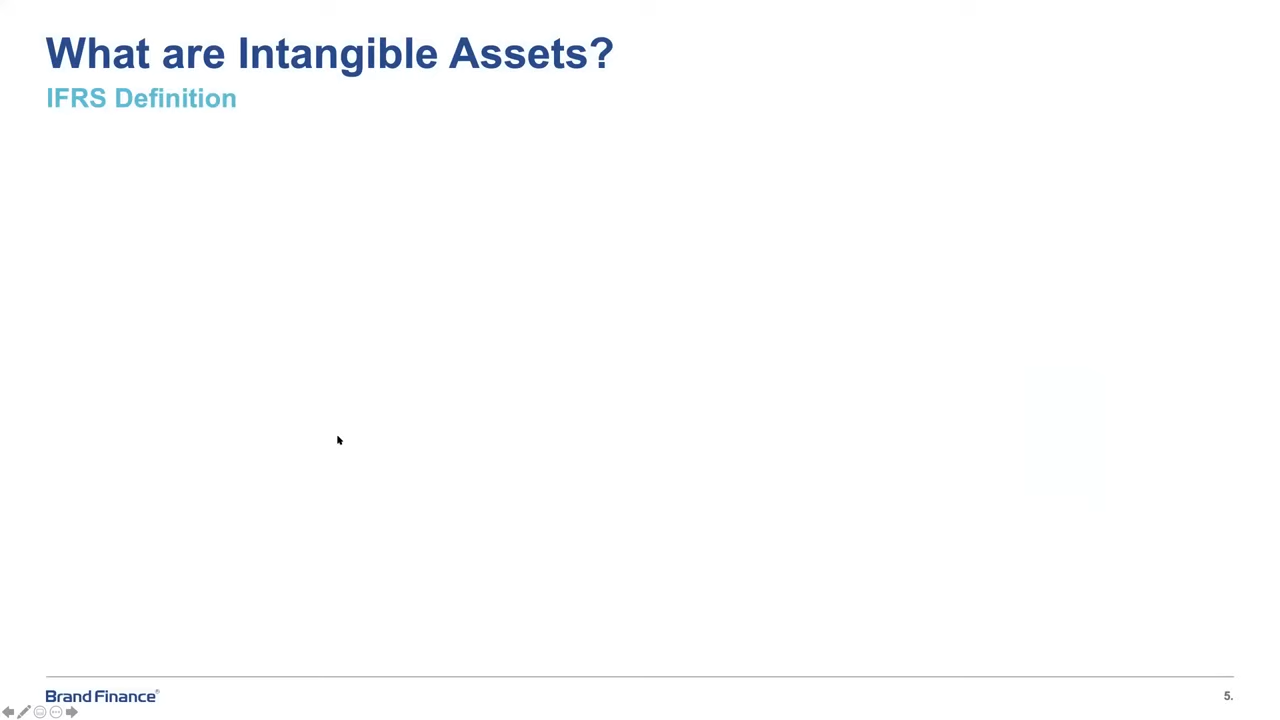 What are Intangible Assets?
IFRS Definition
Brand Finance®
5.